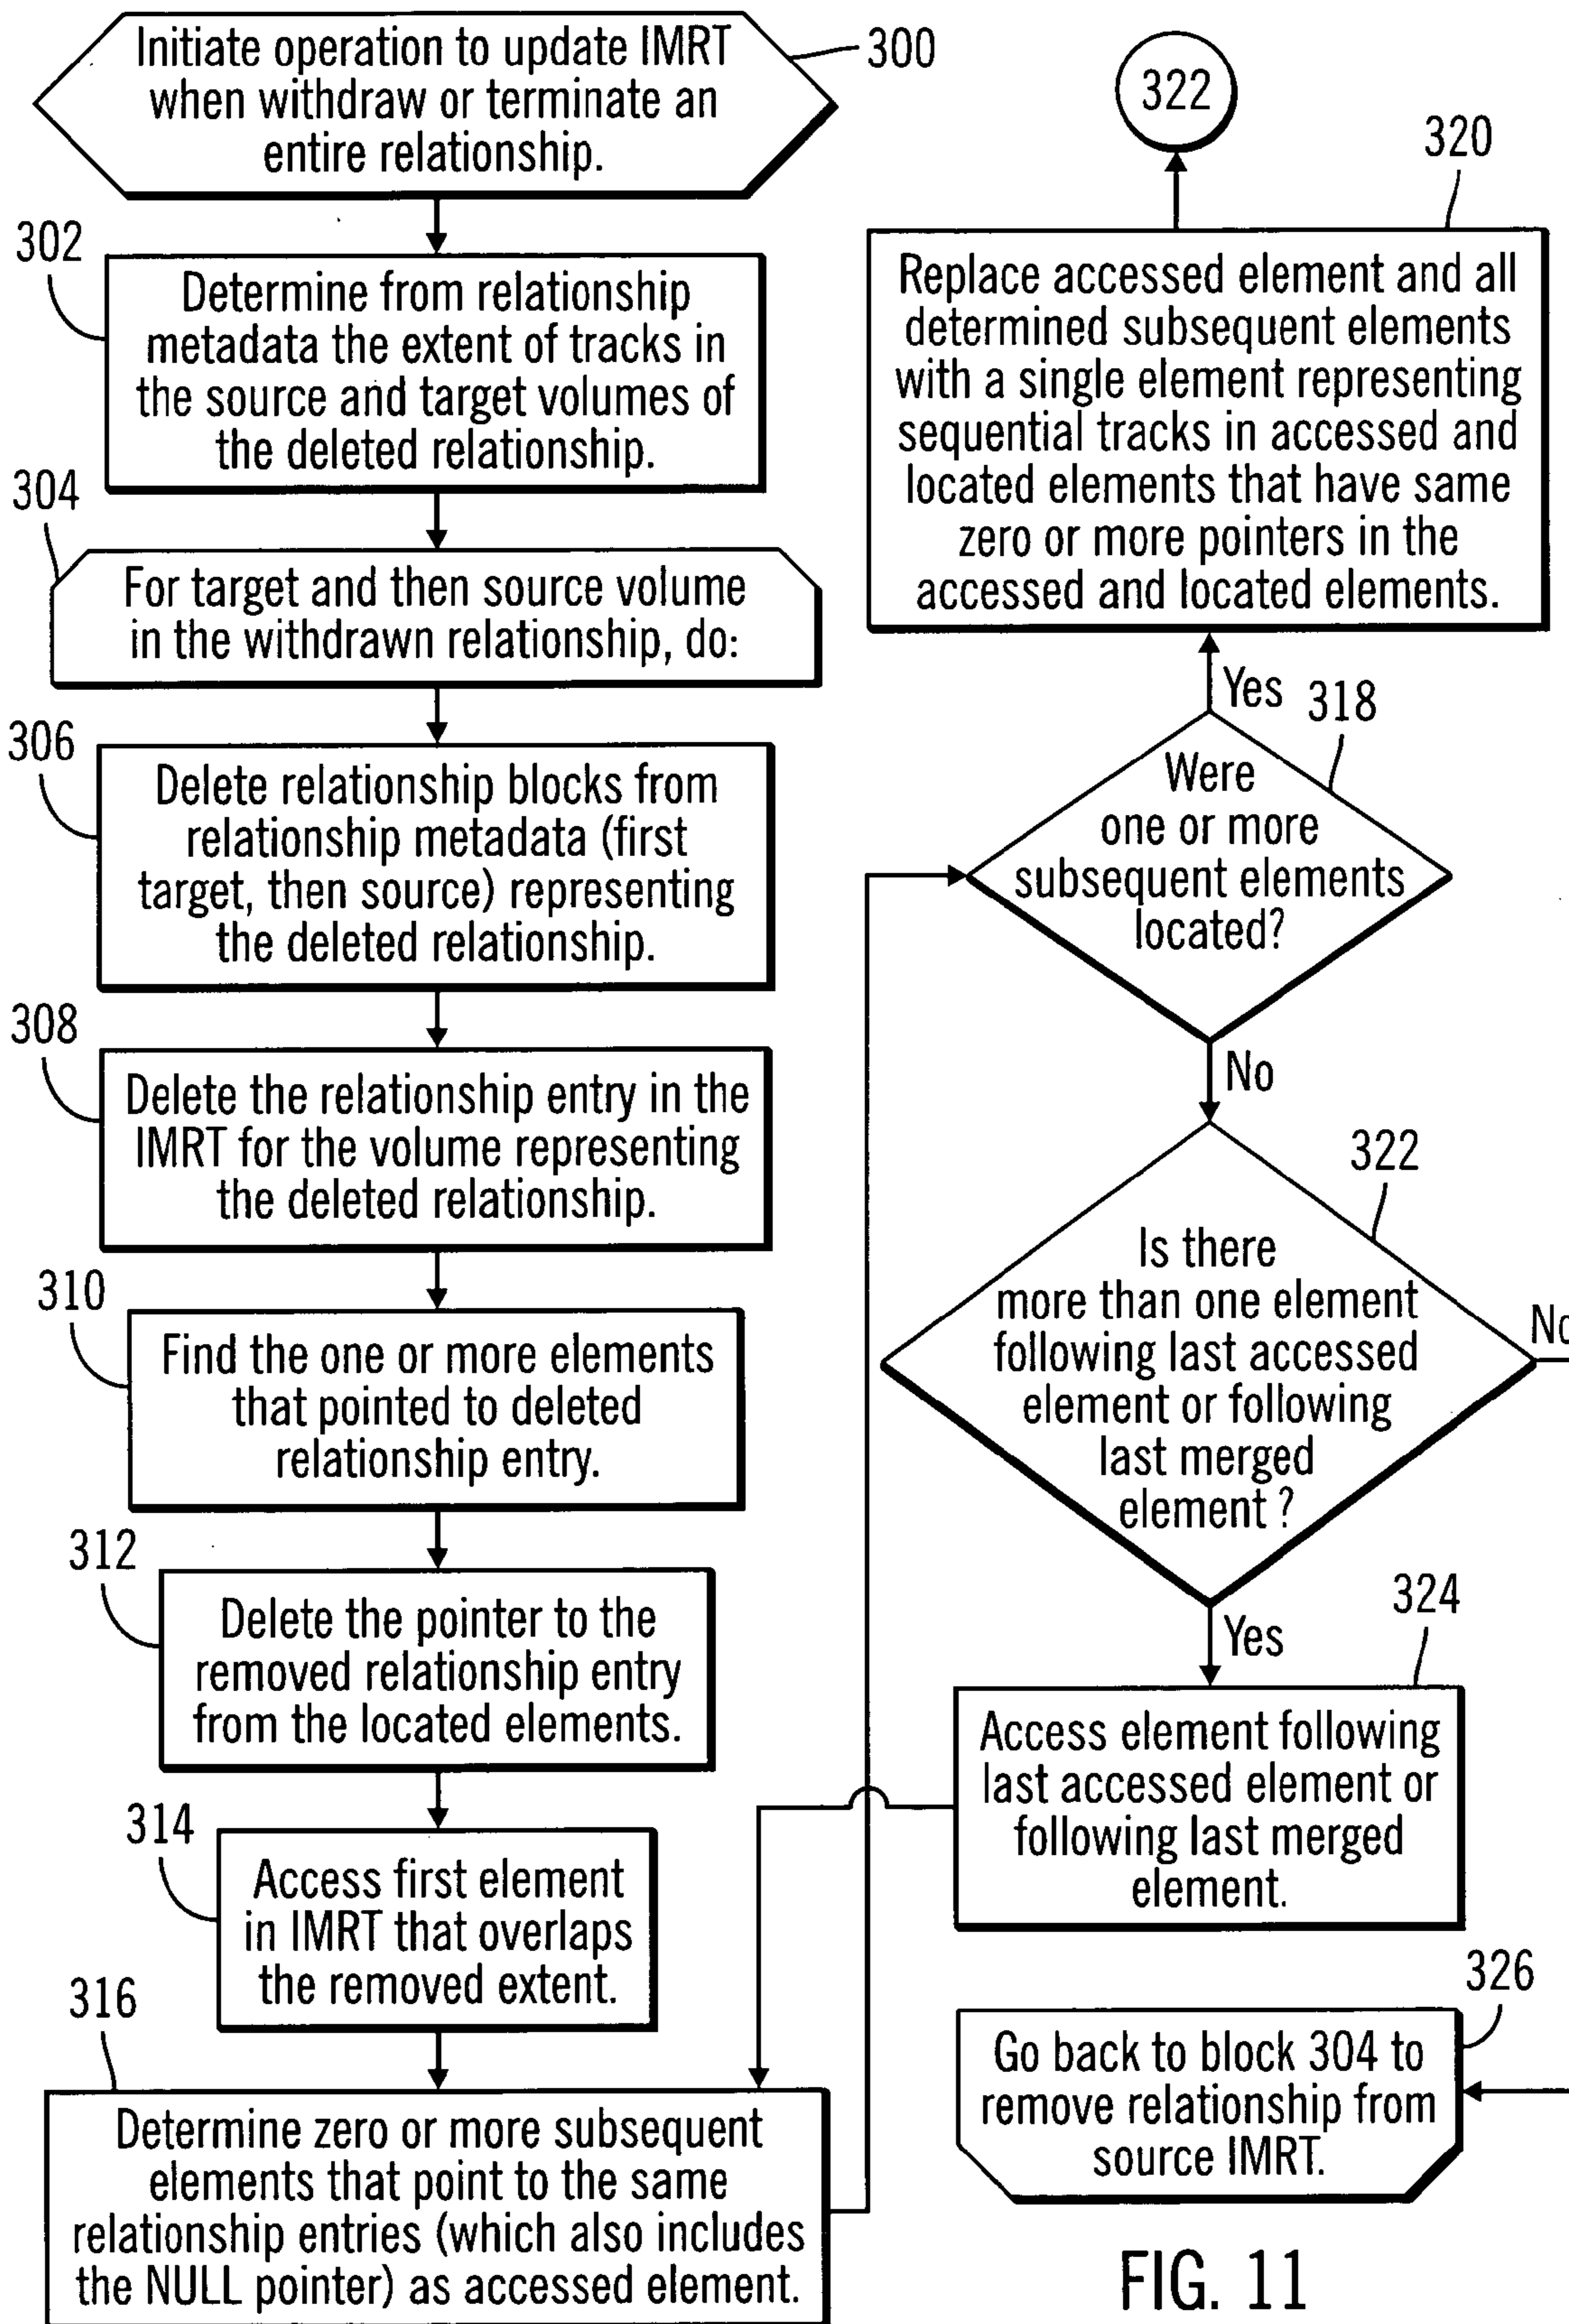 Initiate operation to update IMRT
when withdraw or terminate an
entire relationship.
300
302
Determine from relationship
metadata the extent of tracks in
the source and target volumes of
the deleted relationship.
304
For target and then source volume
in the withdrawn relationship, do:
306
Delete relationship blocks from
relationship metadata (first
target, then source) representing
the deleted relationship.
308
Delete the relationship entry in the
IMRT for the volume representing
the deleted relationship.
310
Find the one or more elements
that pointed to deleted
relationship entry.
312
Delete the pointer to the
removed relationship entry
from the located elements.
314
Access first element
in IMRT that overlaps
the removed extent.
316
Determine zero or more subsequent
elements that point to the same
relationship entries (which also includes
the NULL pointer) as accessed element.
322
320
Replace accessed element and all
determined subsequent elements
with a single element representing
sequential tracks in accessed and
located elements that have same
zero or more pointers in the
accessed and located elements.
Yes
318
Were
one or more
subsequent elements
located?
No
322
Is there
more than one element
following last accessed
element or following
last merged
element ?
No
Yes
324
Access element following
last accessed element or
following last merged
element.
326
Go back to block 304 to
remove relationship from
source IMRT.
FIG. 11